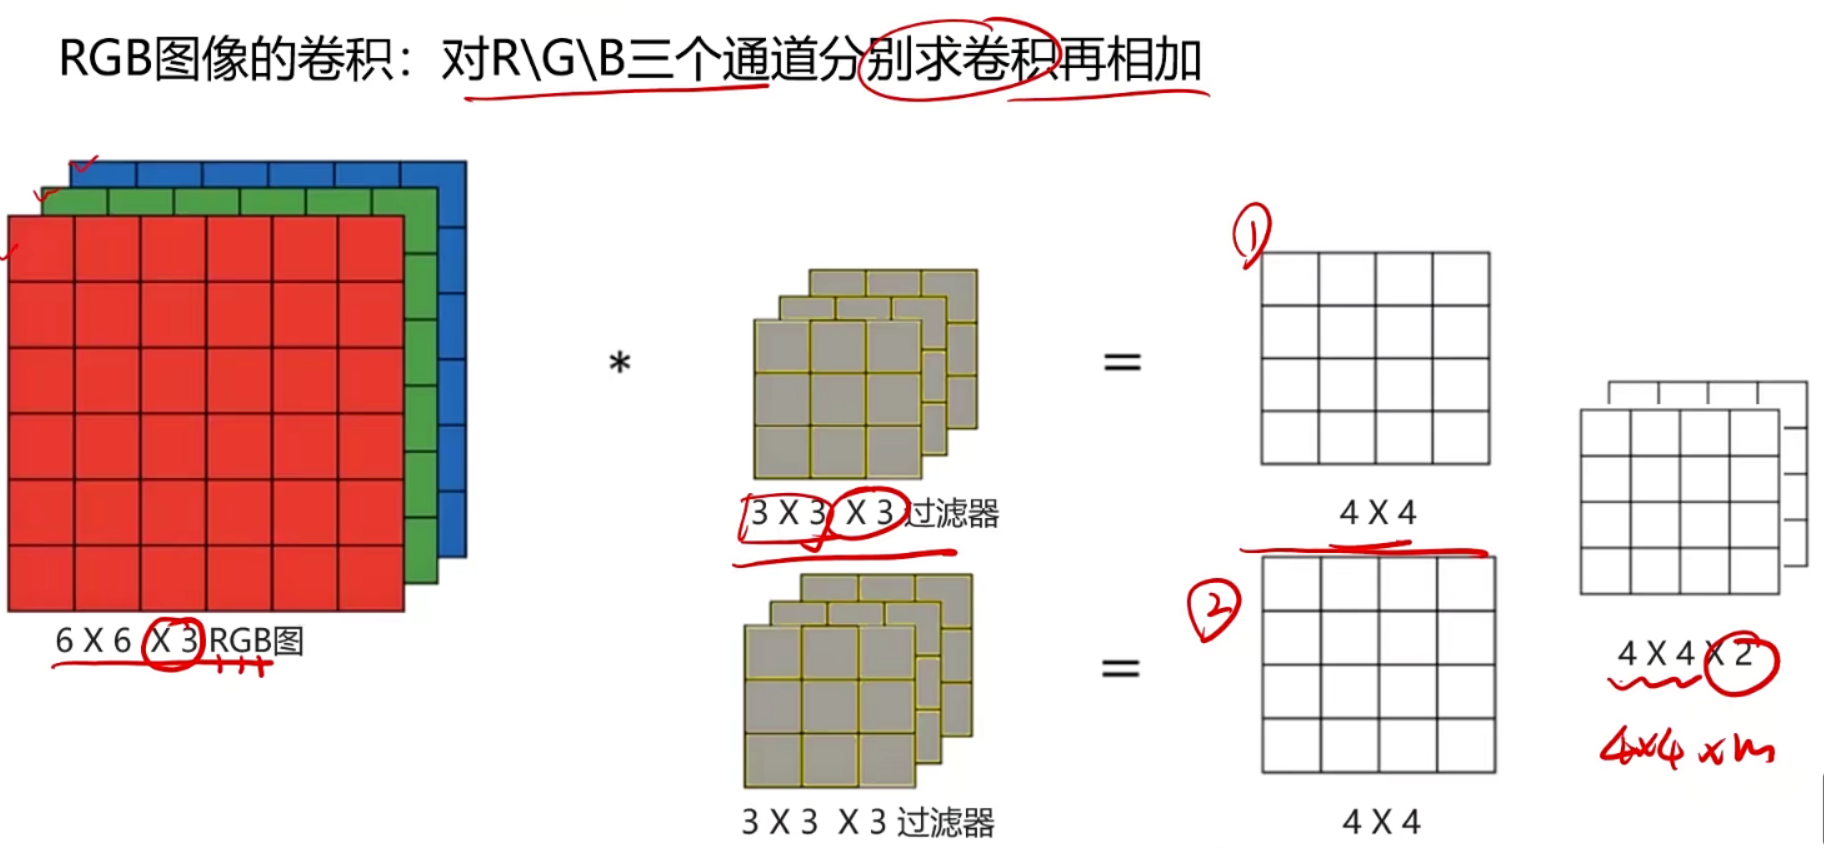 RGB图像的卷积：对R\G\B三个通道分别求卷积再相加
*
=
①
3 X 3 X 3 过滤器
4 X 4
6 X 6 X 3 RGB图
=
②
4 X 4 X 2
4x4 x m
3 X 3 X 3 过滤器
4 X 4